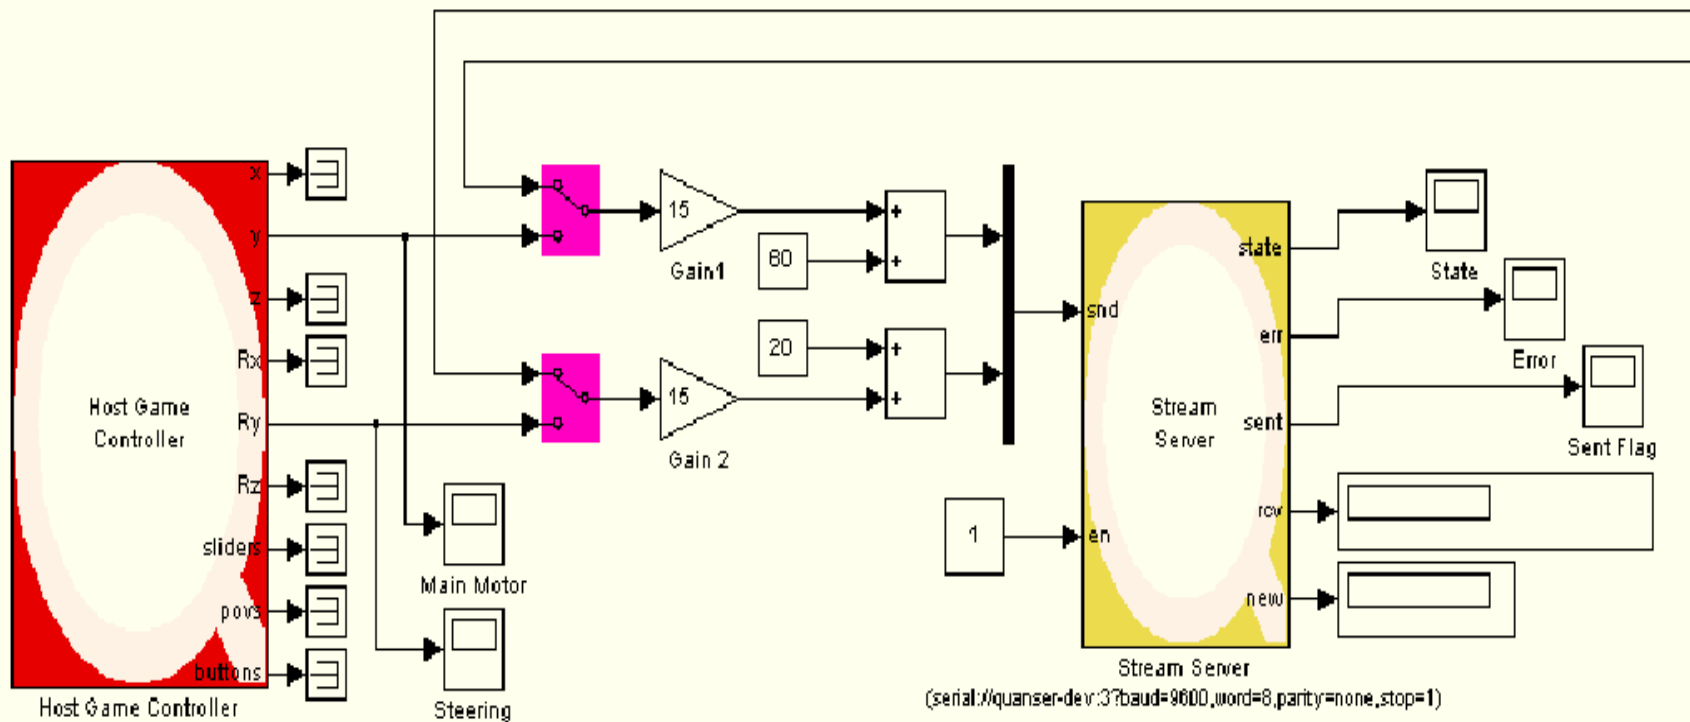 x
y
z
Rx
Ry
Rz
sliders
povs
buttons
Host Game
Controller
Host Game Controller
Main Motor
Steering
15
Gain1
60
+
+
20
15
Gain 2
+
+
1
snd
en
Stream
Server
state
err
sent
rcv
new
State
Error
Sent Flag
Stream Server
(serial://quanser-dev:3?baud=9600,word=8,parity=none,stop=1)